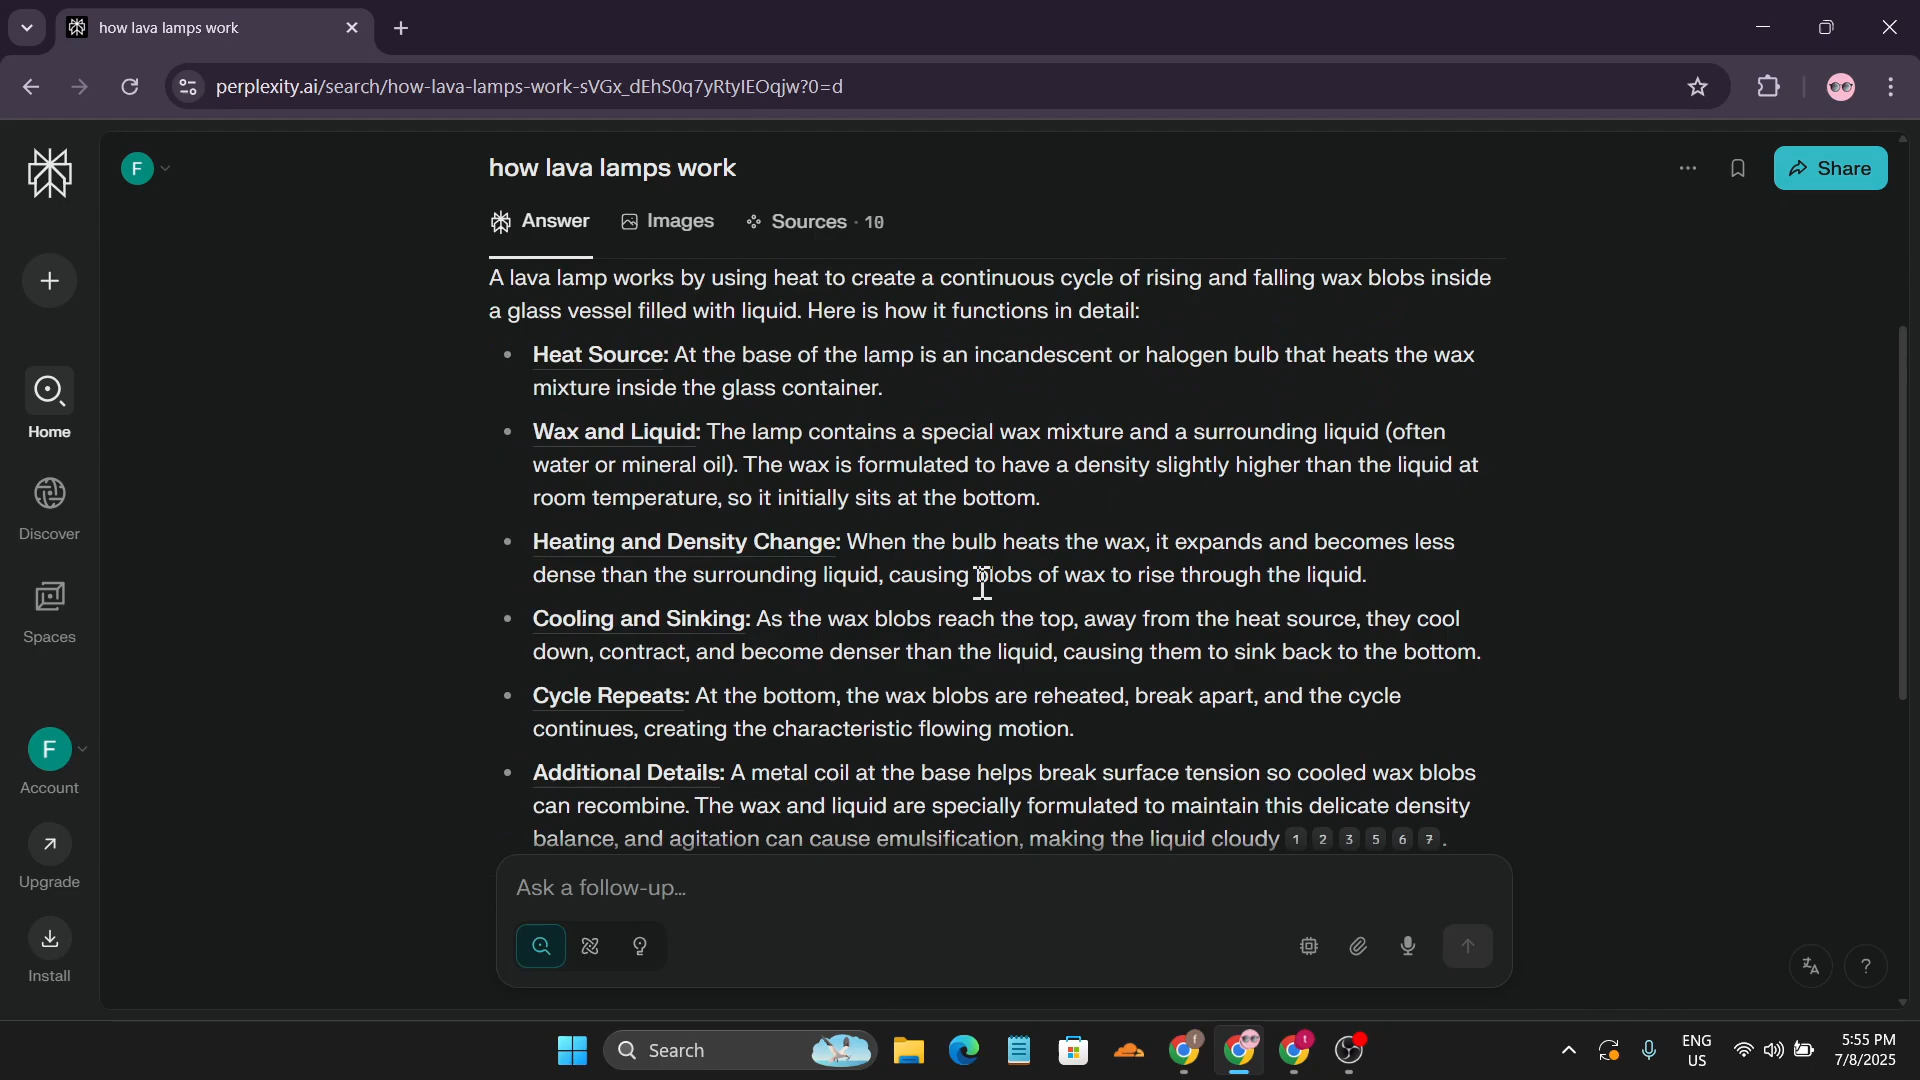 how lava lamps work
perplexity.ai/search/how-lava-lamps-work-sVGx_dEhS0q7yRtyIEOqjw?0=d
F
how lava lamps work
Share
Answer
Images
Sources · 10
A lava lamp works by using heat to create a continuous cycle of rising and falling wax blobs inside
a glass vessel filled with liquid. Here is how it functions in detail:
• Heat Source: At the base of the lamp is an incandescent or halogen bulb that heats the wax
mixture inside the glass container.
• Wax and Liquid: The lamp contains a special wax mixture and a surrounding liquid (often
water or mineral oil). The wax is formulated to have a density slightly higher than the liquid at
room temperature, so it initially sits at the bottom.
• Heating and Density Change: When the bulb heats the wax, it expands and becomes less
dense than the surrounding liquid, causing blobs of wax to rise through the liquid.
• Cooling and Sinking: As the wax blobs reach the top, away from the heat source, they cool
down, contract, and become denser than the liquid, causing them to sink back to the bottom.
• Cycle Repeats: At the bottom, the wax blobs are reheated, break apart, and the cycle
continues, creating the characteristic flowing motion.
• Additional Details: A metal coil at the base helps break surface tension so cooled wax blobs
can recombine. The wax and liquid are specially formulated to maintain this delicate density
balance, and agitation can cause emulsification, making the liquid cloudy 1 2 3 5 6 7 .
Ask a follow-up...
Home
Discover
Spaces
F
Account
Upgrade
Install
?
Search
f
t
ENG
US
5:55 PM
7/8/2025